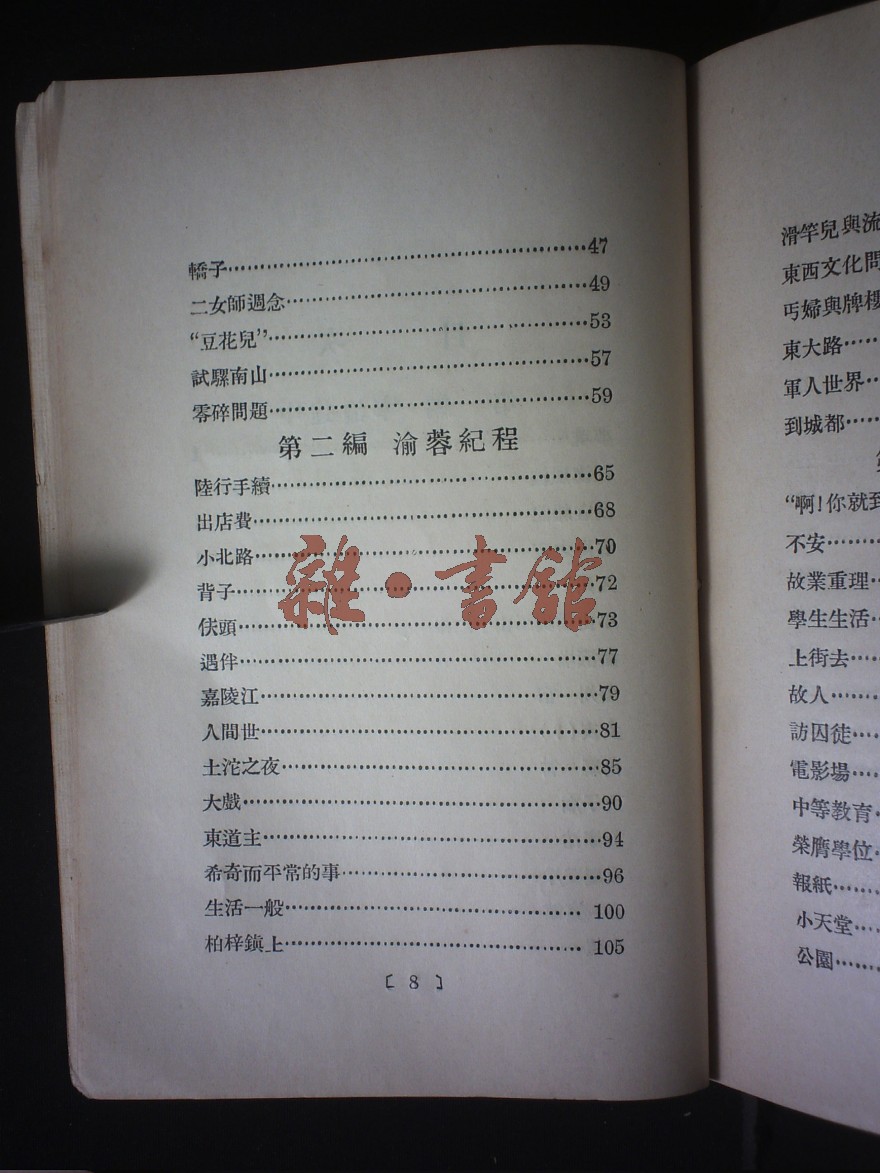 轎子 47
二女師週念 49
“豆花兒” 53
試騾南山 57
零碎問題 59
第二編 渝蓉紀程
陸行手續 65
出店費 68
小北路 70
背子 72
伕頭 73
遇伴 77
嘉陵江 79
人間世 81
土沱之夜 85
大戲 90
東道主 94
希奇而平常的事 96
生活一般 100
柏梓鎭上 105
〔 8 〕
雜·書館
滑竿兒與流
東西文化問
丐婦與牌樓
東大路
軍人世界
到城都
“啊!你就到
不安
故業重理
學生生活
上街去
故人
訪囚徒
電影場
中等教育
榮膺學位
報紙
小天堂
公園